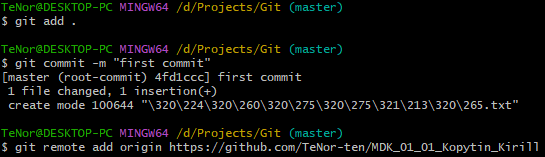 TeNor@DESKTOP-PC MINGW64 /d/Projects/Git (master)
$ git add .
TeNor@DESKTOP-PC MINGW64 /d/Projects/Git (master)
$ git commit -m "first commit"
[master (root-commit) 4fd1ccc] first commit
 1 file changed, 1 insertion(+)
 create mode 100644 "\320\224\320\260\320\275\320\275\321\213\320\265.txt"
TeNor@DESKTOP-PC MINGW64 /d/Projects/Git (master)
$ git remote add origin https://github.com/TeNor-ten/MDK_01_01_Kopytin_Kirill